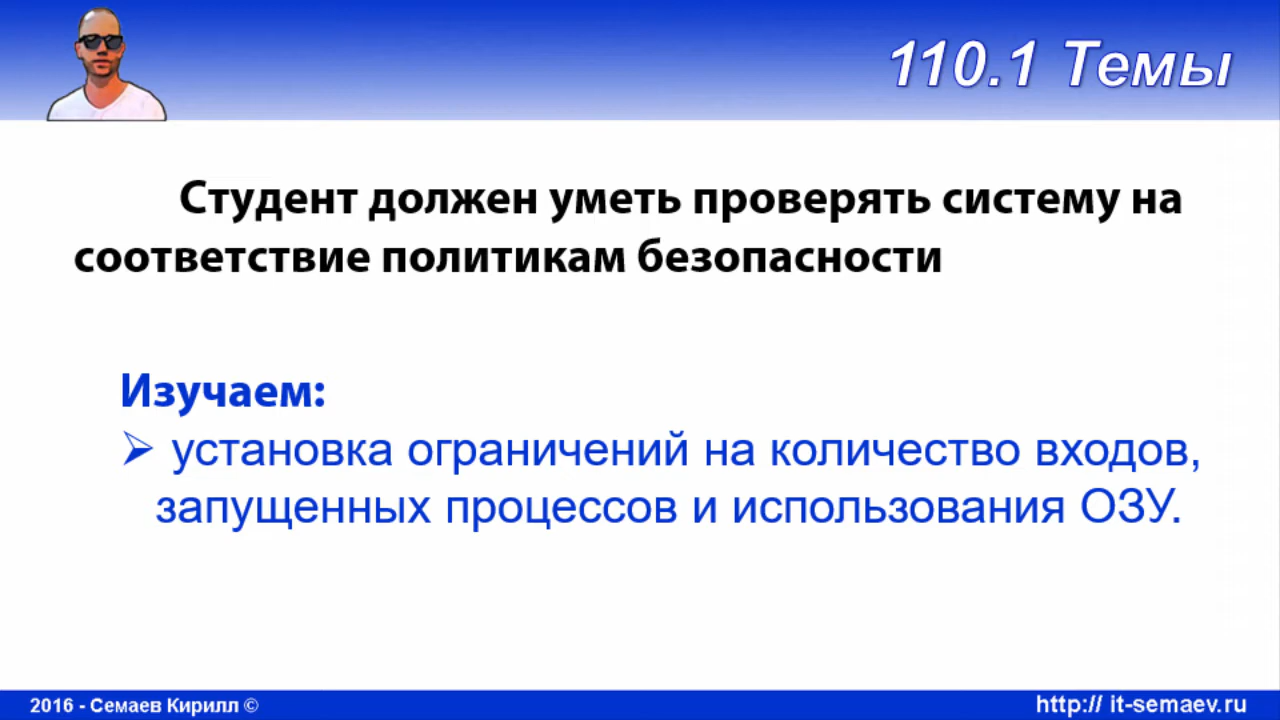 110.1 Темы
Студент должен уметь проверять систему на
соответствие политикам безопасности
Изучаем:
➢ установка ограничений на количество входов,
запущенных процессов и использования ОЗУ.
2016 - Семаев Кирилл ©
http:// it-semaev.ru